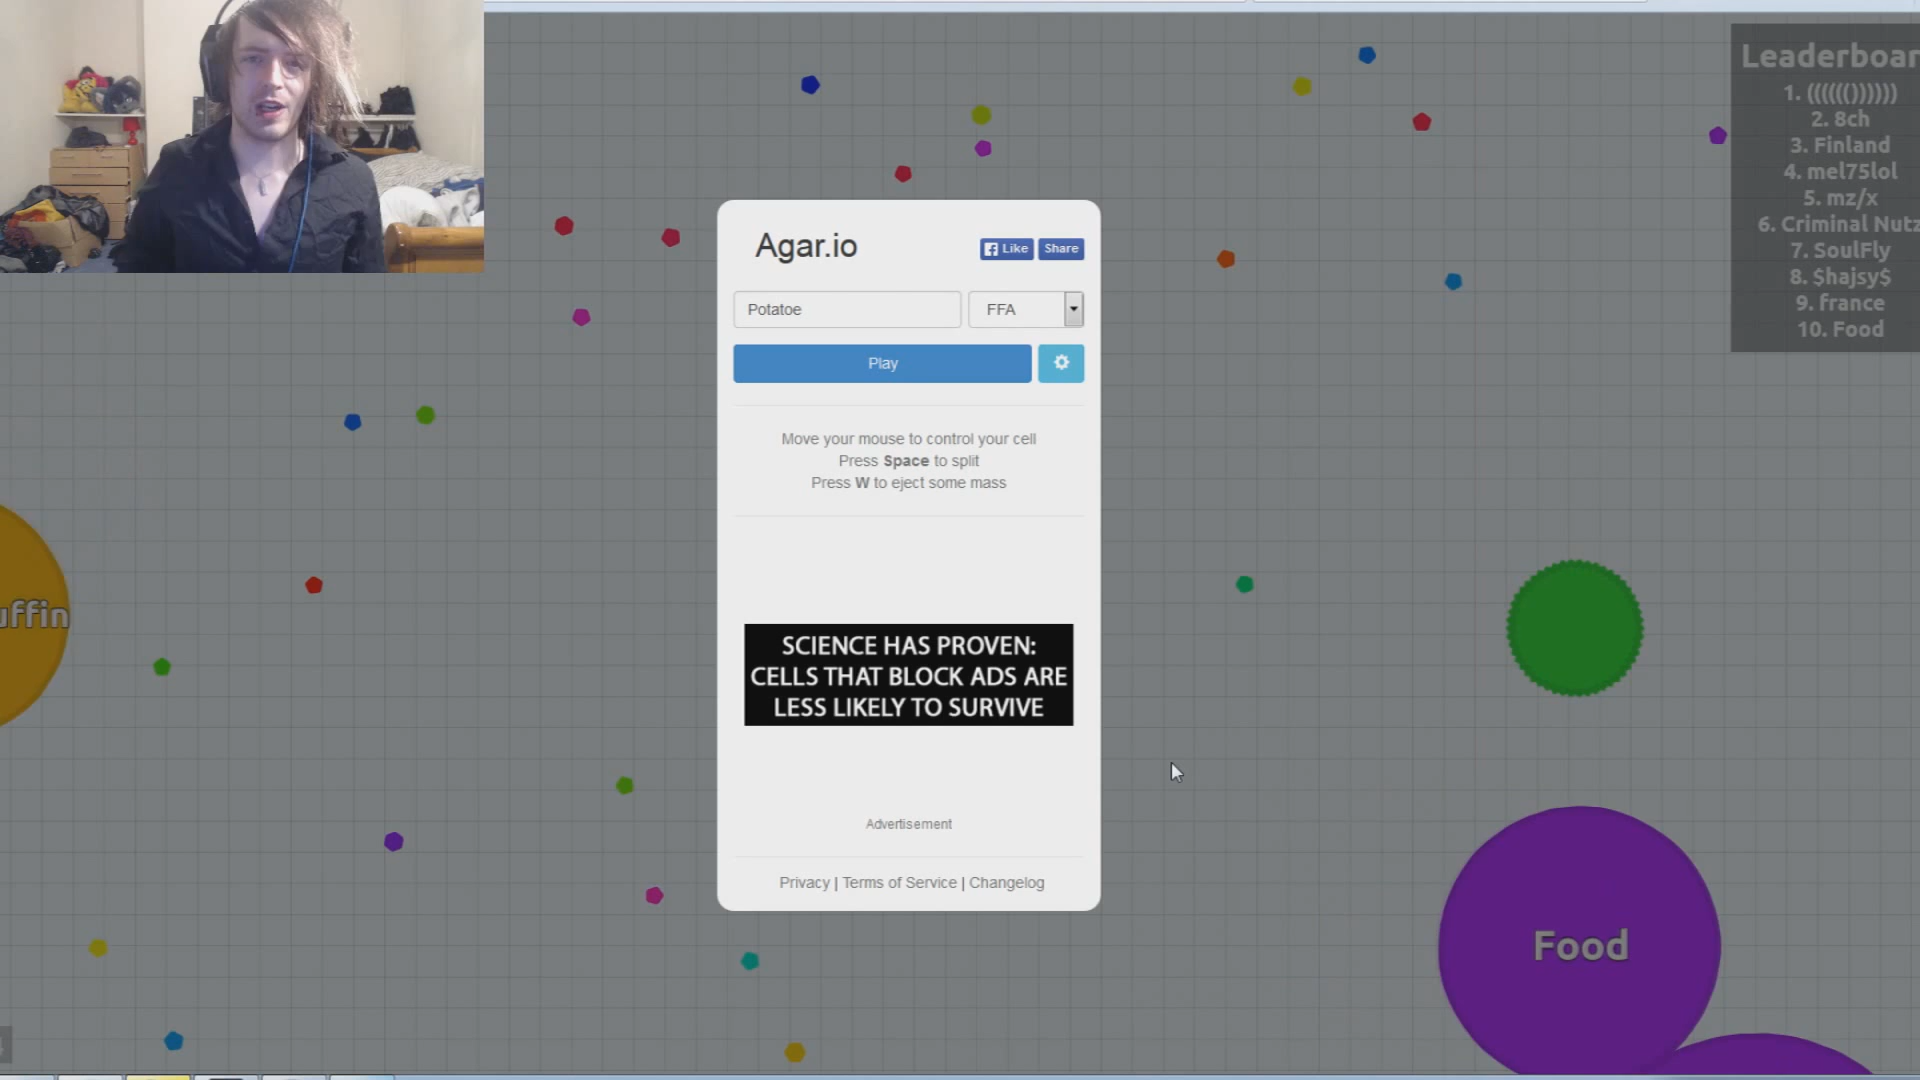 Leaderboar
1. (((((()))))) 
2. 8ch
3. Finland
4. mel75lol
5. mz/x
6. Criminal Nutz
7. SoulFly
8. $hajsy$
9. france
10. Food
Agar.io
Like Share
Potatoe FFA
Play
Move your mouse to control your cell
Press Space to split
Press W to eject some mass
uffin
SCIENCE HAS PROVEN:
CELLS THAT BLOCK ADS ARE
LESS LIKELY TO SURVIVE
Advertisement
Privacy | Terms of Service | Changelog
Food